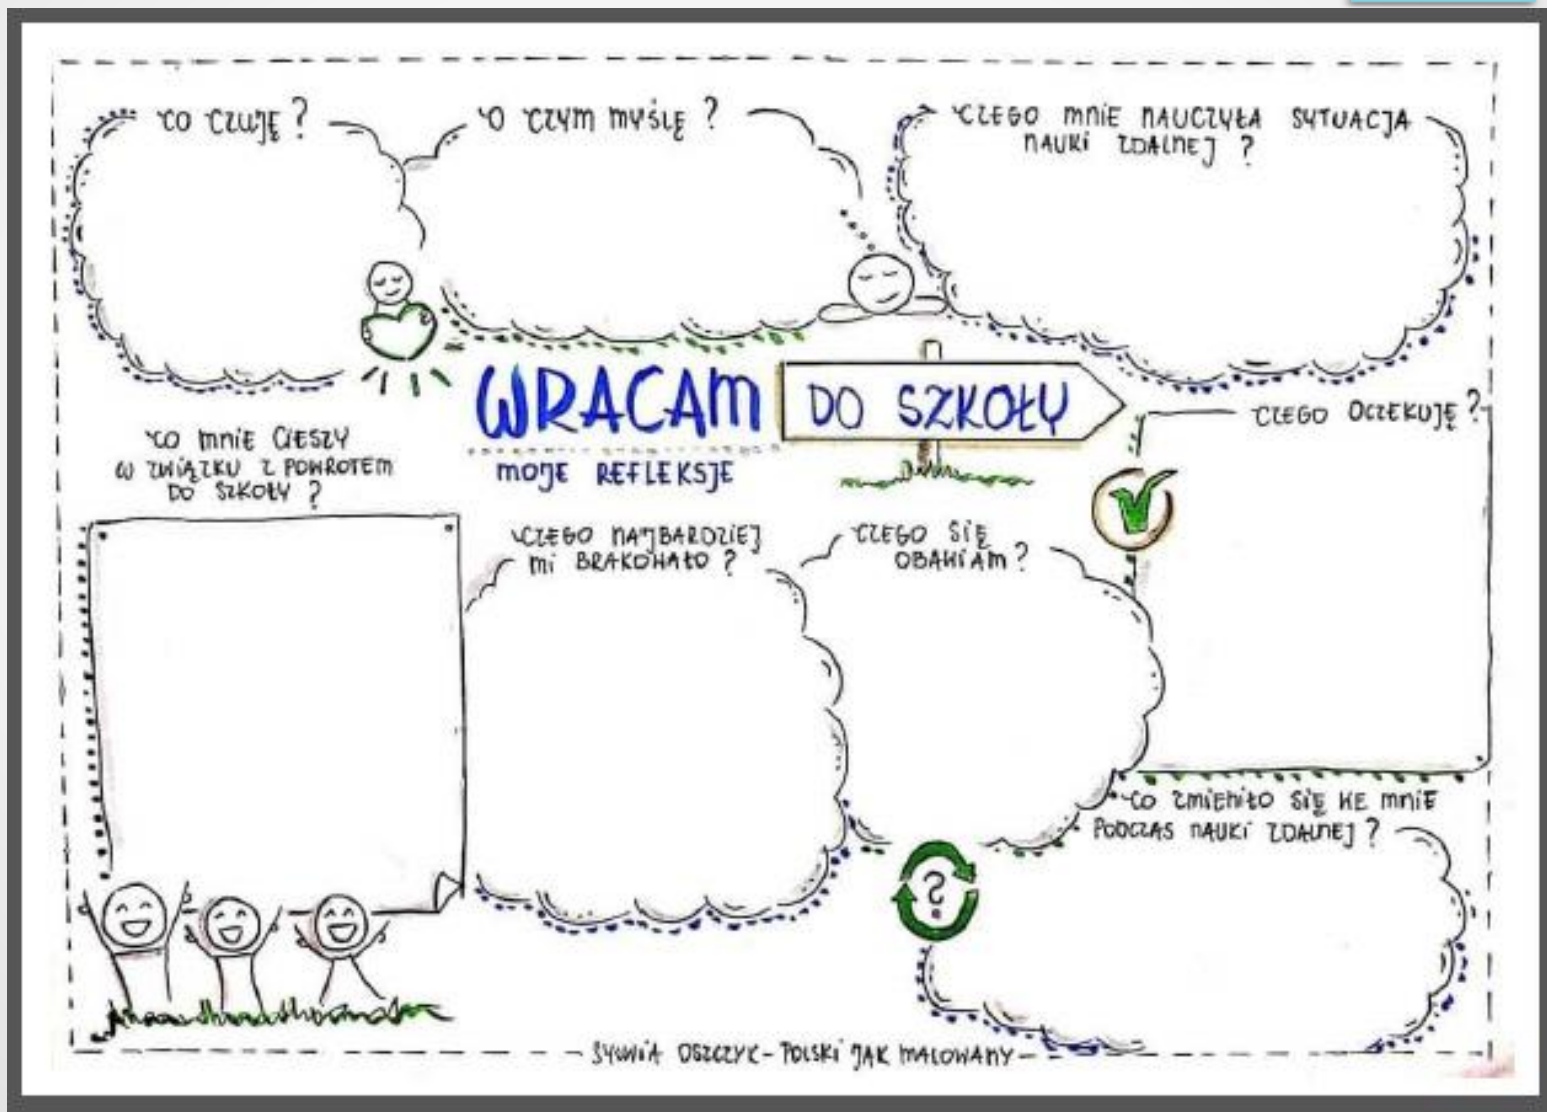 CO CZUJĘ?
O CZYM MYŚLĘ?
CZEGO MNIE NAUCZYŁA SYTUACJA
NAUKI ZDALNEJ?
WRACAM DO SZKOŁY
MOJE REFLEKSJE
CZEGO OCZEKUJĘ?
CO MNIE CIESZY
W ZWIĄZKU Z POWROTEM
DO SZKOŁY?
CZEGO NAJBARDZIEJ
MI BRAKOWAŁO?
CZEGO SIĘ
OBAWIAM?
CO ZMIENIŁO SIĘ WE MNIE
PODCZAS NAUKI ZDALNEJ?
?
SYLWIA OSZCZYK - POLSKI JAK MALOWANY